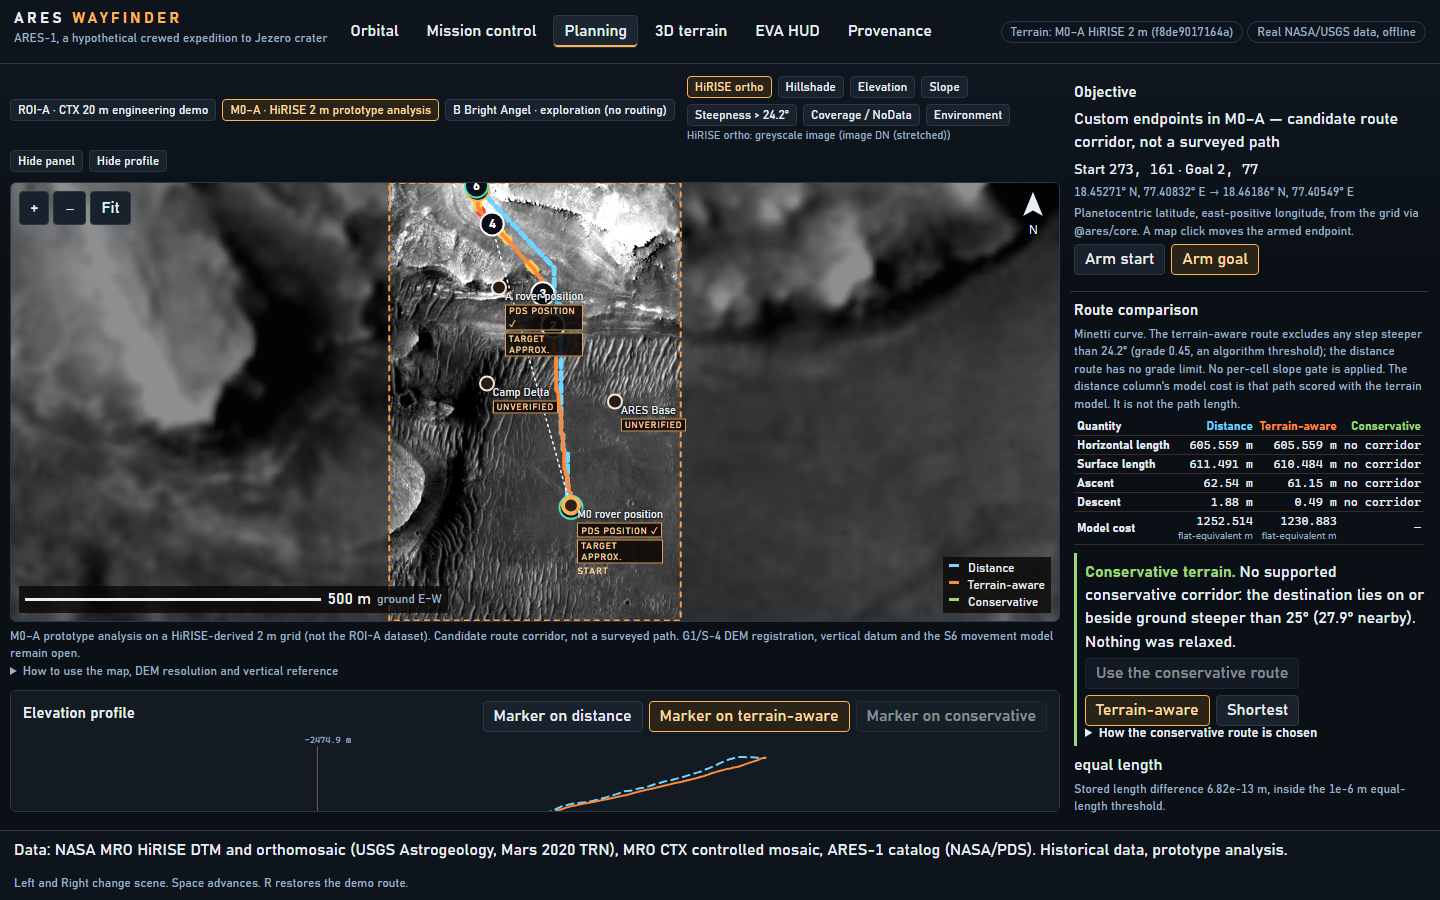 ARES WAYFINDER
ARES-1, a hypothetical crewed expedition to Jezero crater
Orbital
Mission control
Planning
3D terrain
EVA HUD
Provenance
Terrain: M0-A HiRISE 2 m (f8de9017164a)
Real NASA/USGS data, offline
ROI-A · CTX 20 m engineering demo
M0-A · HiRISE 2 m prototype analysis
B Bright Angel · exploration (no routing)
HiRISE ortho
Hillshade
Elevation
Slope
Steepness > 24.2°
Coverage / NoData
Environment
HiRISE ortho: greyscale image (image DN (stretched))
Hide panel
Hide profile
+
–
Fit
N
6
4
3
A rover position
PDS POSITION
✓
2
TARGET
APPROX.
Camp Delta
UNVERIFIED
ARES Base
UNVERIFIED
M0 rover position
PDS POSITION ✓
TARGET
APPROX.
START
500 m ground E-W
Distance
Terrain-aware
Conservative
M0-A prototype analysis on a HiRISE-derived 2 m grid (not the ROI-A dataset). Candidate route corridor, not a surveyed path. G1/S-4 DEM registration, vertical datum and the S6 movement model
remain open.
▶ How to use the map, DEM resolution and vertical reference
Elevation profile
Marker on distance
Marker on terrain-aware
Marker on conservative
-2474.9 m
Objective
Custom endpoints in M0-A — candidate route
corridor, not a surveyed path
Start 273, 161 · Goal 2, 77
18.45271° N, 77.40832° E → 18.46186° N, 77.40549° E
Planetocentric latitude, east-positive longitude, from the grid via
@ares/core. A map click moves the armed endpoint.
Arm start
Arm goal
Route comparison
Minetti curve. The terrain-aware route excludes any step steeper
than 24.2° (grade 0.45, an algorithm threshold); the distance
route has no grade limit. No per-cell slope gate is applied. The
distance column's model cost is that path scored with the terrain
model. It is not the path length.
Quantity Distance Terrain-aware Conservative
Horizontal length 605.559 m 605.559 m no corridor
Surface length 611.491 m 610.484 m no corridor
Ascent 62.54 m 61.15 m no corridor
Descent 1.88 m 0.49 m no corridor
Model cost 1252.514 1230.883 –
flat-equivalent m flat-equivalent m
Conservative terrain. No supported
conservative corridor: the destination lies on or
beside ground steeper than 25° (27.9° nearby).
Nothing was relaxed.
Use the conservative route
Terrain-aware
Shortest
▶ How the conservative route is chosen
equal length
Stored length difference 6.82e-13 m, inside the 1e-6 m equal-
length threshold.
Data: NASA MRO HiRISE DTM and orthomosaic (USGS Astrogeology, Mars 2020 TRN), MRO CTX controlled mosaic, ARES-1 catalog (NASA/PDS). Historical data, prototype analysis.
Left and Right change scene. Space advances. R restores the demo route.